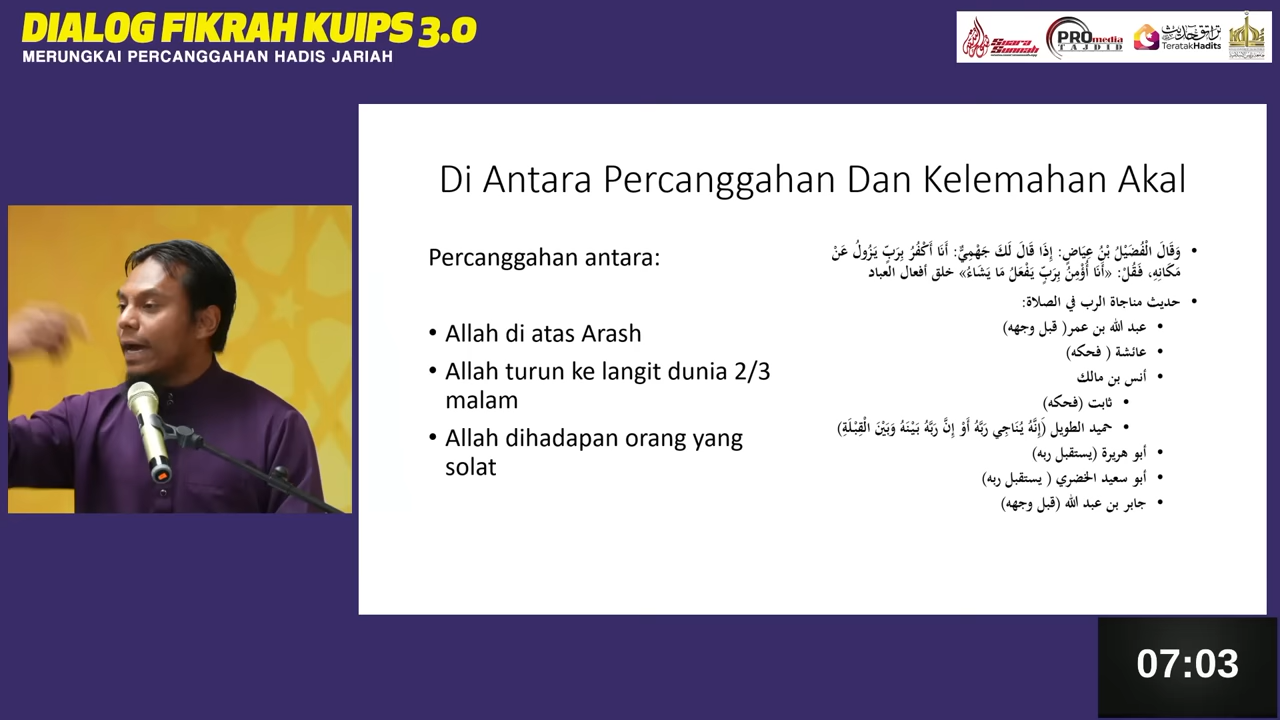 DIALOG FIKRAH KUIPS 3.0
MERUNGKAI PERCANGGAHAN HADIS JARIAH
Suara Sunnah
PROmedia
TAJDID
TeratakHadits
Di Antara Percanggahan Dan Kelemahan Akal
Percanggahan antara:
• Allah di atas Arash
• Allah turun ke langit dunia 2/3
malam
• Allah dihadapan orang yang
solat
• وَقَالَ الْفُضَيْلُ بْنُ عِيَاضٍ: إِذَا قَالَ لَكَ جَهْمِيٌّ: أَنَا أَكْفُرُ بِرَبٍّ يَزُولُ عَنْ
مَكَانِهِ، فَقُلْ: «أَنَا أُؤْمِنُ بِرَبٍّ يَفْعَلُ مَا يَشَاءُ» خلق أفعال العباد
• حديث مناجاة الرب في الصلاة:
• عبد الله بن عمر( قبل وجهه)
• عائشة ( فحكه)
• أنس بن مالك
• ثابت (فحكه)
• حميد الطويل (إِنَّهُ يُنَاجِي رَبَّهُ أَوْ إِنَّ رَبَّهُ بَيْنَهُ وَبَيْنَ الْقِبْلَةِ)
• أبو هريرة (يستقبل ربه)
• أبو سعيد الخضري ( يستقبل ربه)
• جابر بن عبد الله (قبل وجهه)
07:03